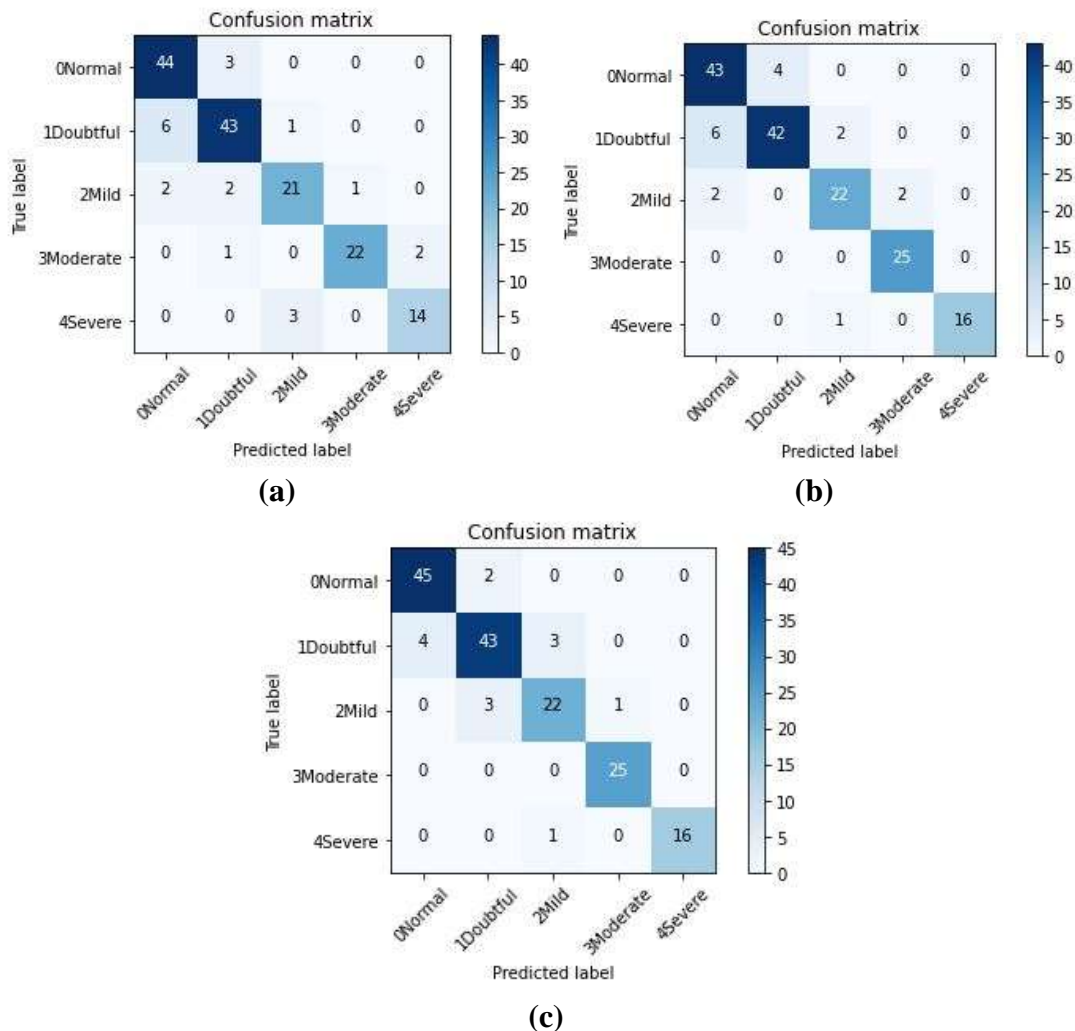 Confusion matrix
0Normal 44 3 0 0 0
1Doubtful 6 43 1 0 0
2Mild 2 2 21 1 0
3Moderate 0 1 0 22 2
4Severe 0 0 3 0 14
0Normal 1Doubtful 2Mild 3Moderate 4Severe
True label
Predicted label
40
35
30
25
20
15
10
5
0
(a)
Confusion matrix
0Normal 43 4 0 0 0
1Doubtful 6 42 2 0 0
2Mild 2 0 22 2 0
3Moderate 0 0 0 25 0
4Severe 0 0 1 0 16
0Normal 1Doubtful 2Mild 3Moderate 4Severe
True label
Predicted label
40
35
30
25
20
15
10
5
0
(b)
Confusion matrix
0Normal 45 2 0 0 0
1Doubtful 4 43 3 0 0
2Mild 0 3 22 1 0
3Moderate 0 0 0 25 0
4Severe 0 0 1 0 16
0Normal 1Doubtful 2Mild 3Moderate 4Severe
True label
Predicted label
45
40
35
30
25
20
15
10
5
0
(c)